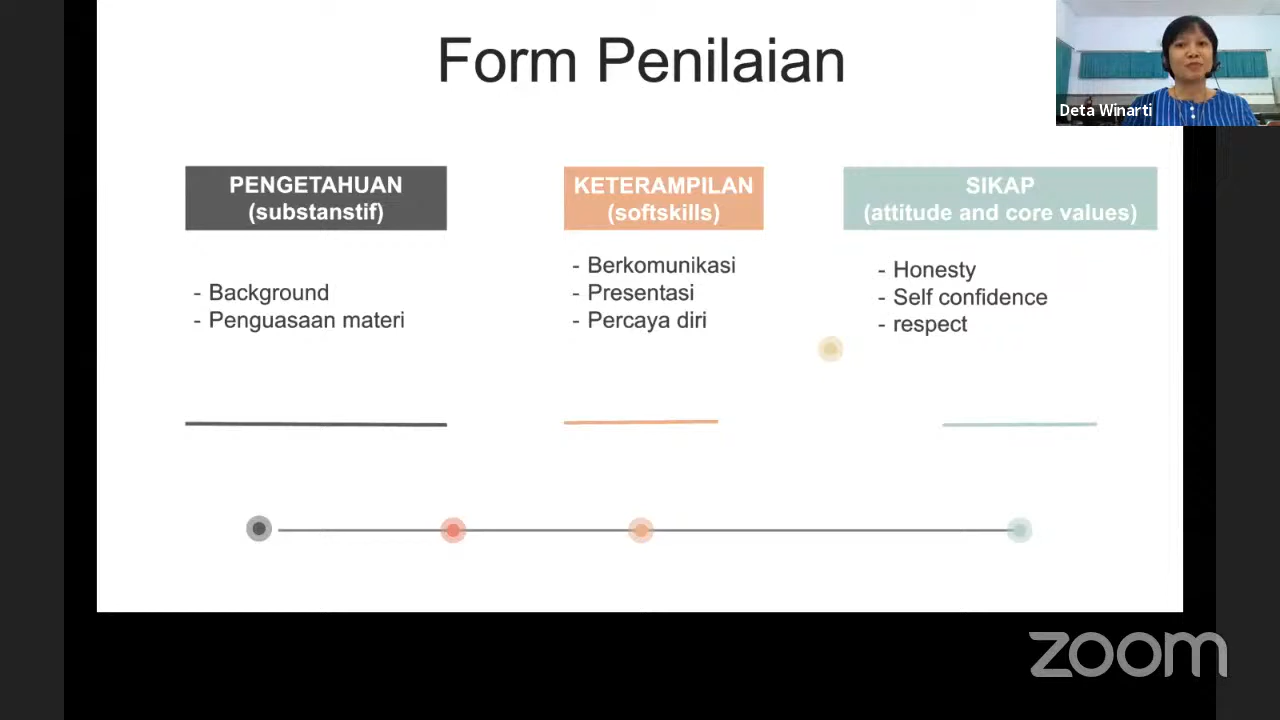 Form Penilaian
Deta Winarti
PENGETAHUAN
(substanstif)
- Background
- Penguasaan materi
KETERAMPILAN
(softskills)
- Berkomunikasi
- Presentasi
- Percaya diri
SIKAP
(attitude and core values)
- Honesty
- Self confidence
- respect
zoom